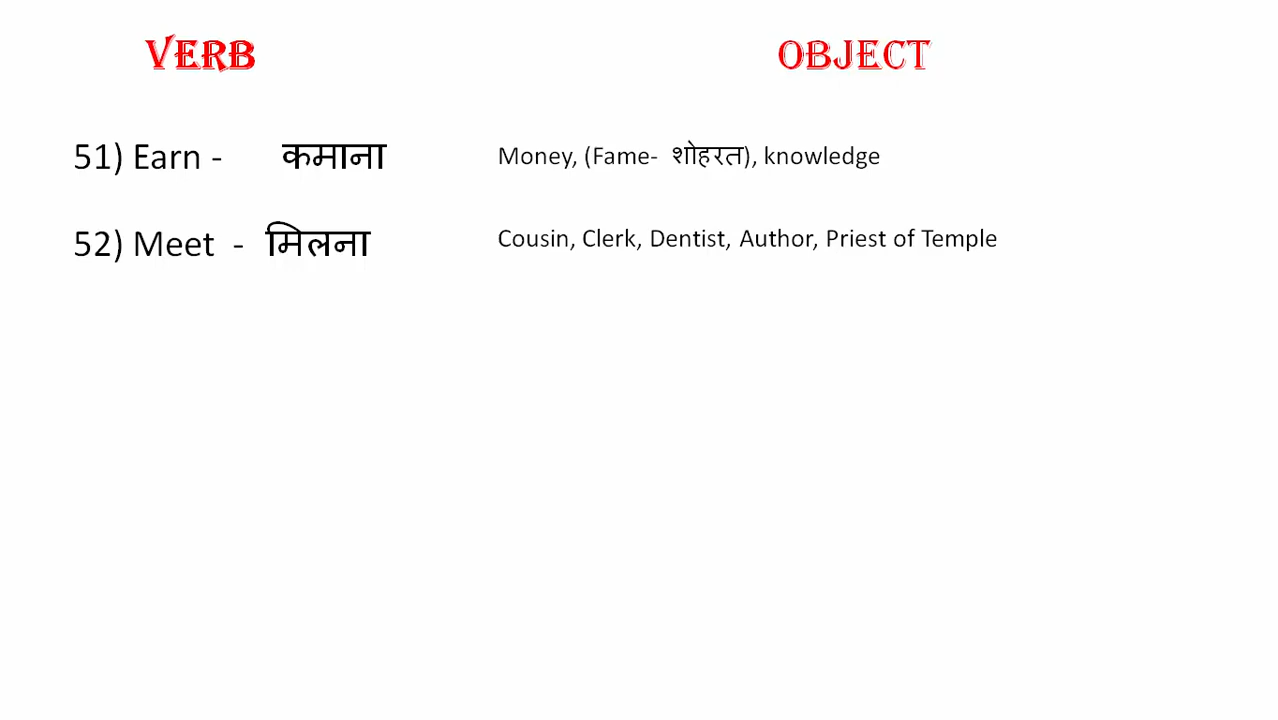 VERB OBJECT
51) Earn - कमाना Money, (Fame- शोहरत), knowledge
52) Meet - मिलना Cousin, Clerk, Dentist, Author, Priest of Temple